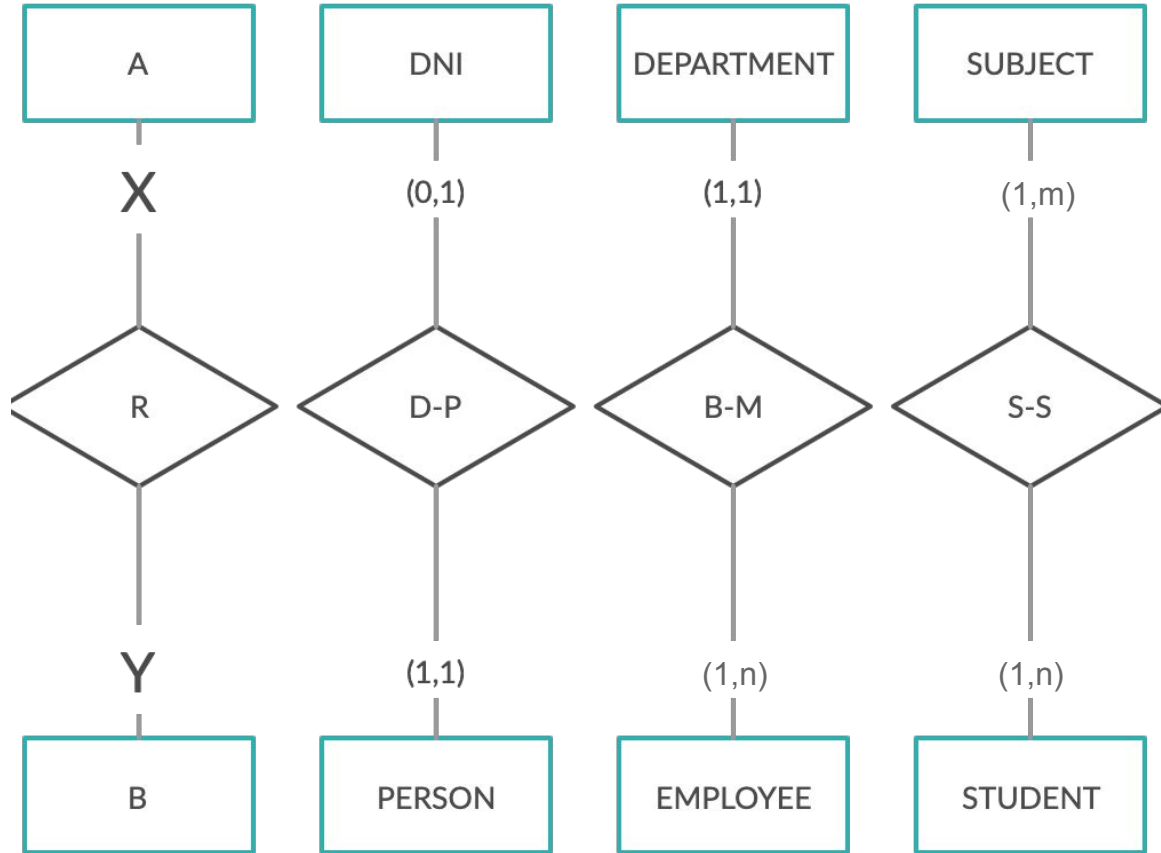 A
DNI
DEPARTMENT
SUBJECT
X
(0,1)
(1,1)
(1,m)
R
D-P
B-M
S-S
Y
(1,1)
(1,n)
(1,n)
B
PERSON
EMPLOYEE
STUDENT